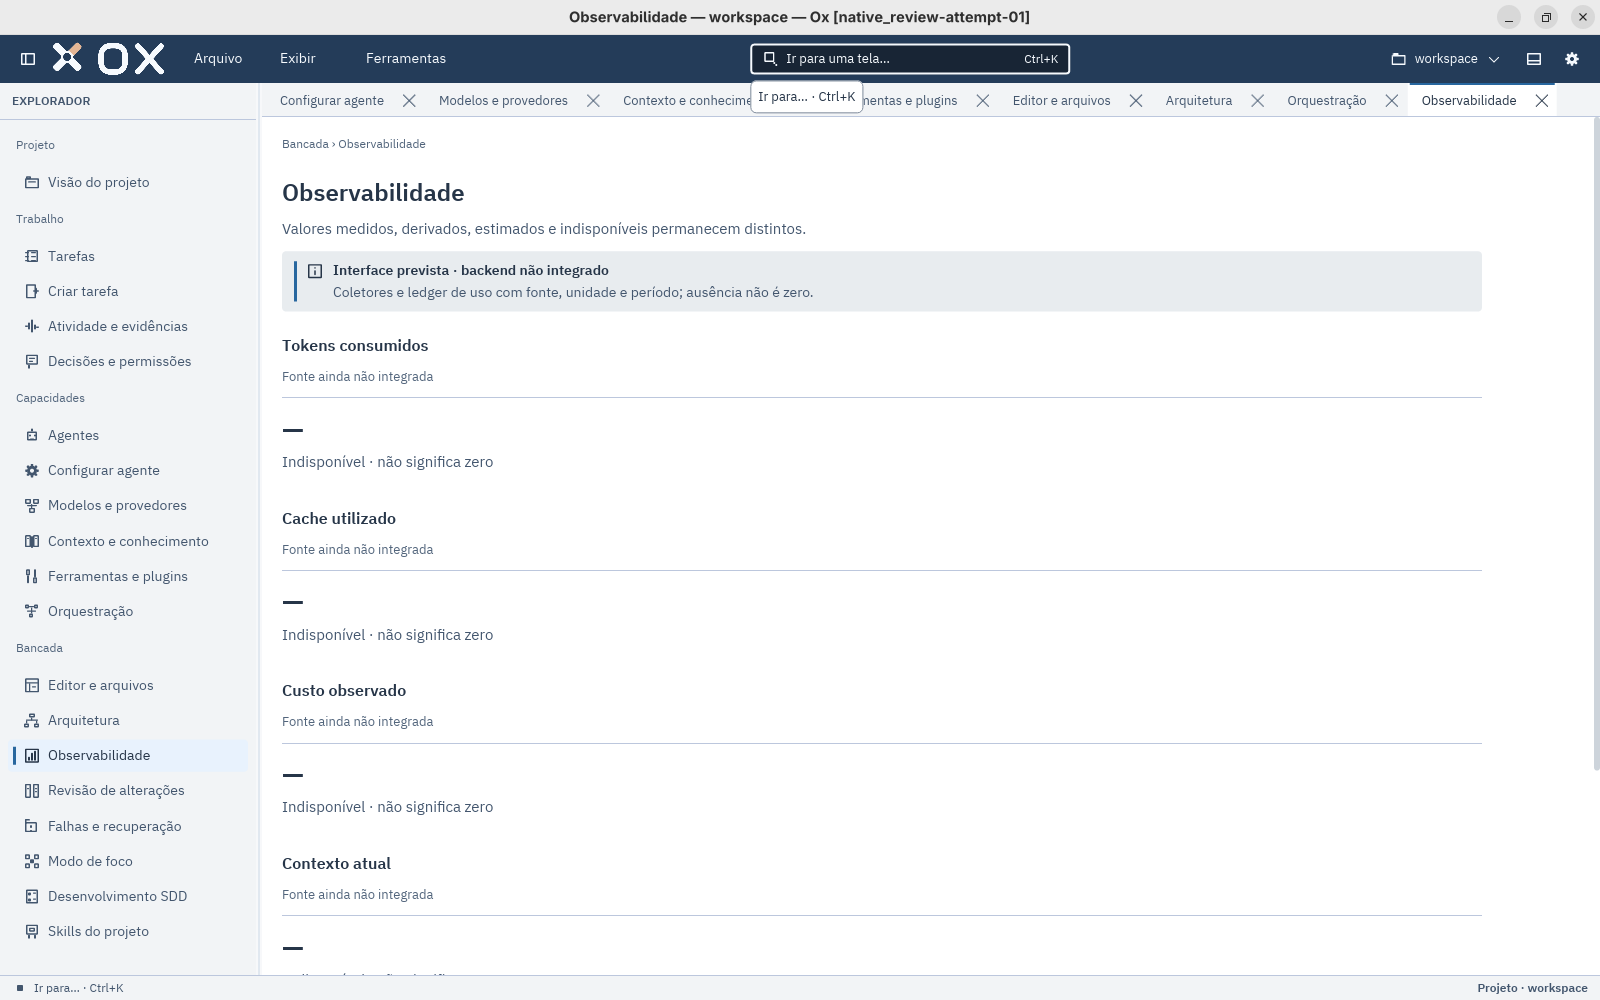 Observabilidade — workspace — Ox [native_review-attempt-01]
OX
Arquivo
Exibir
Ferramentas
Ir para uma tela... Ctrl+K
workspace
EXPLORADOR
Configurar agente
Modelos e provedores
Contexto e conhecime
Ir para... · Ctrl+K
mentas e plugins
Editor e arquivos
Arquitetura
Orquestração
Observabilidade
Projeto
Visão do projeto
Trabalho
Tarefas
Criar tarefa
Atividade e evidências
Decisões e permissões
Capacidades
Agentes
Configurar agente
Modelos e provedores
Contexto e conhecimento
Ferramentas e plugins
Orquestração
Bancada
Editor e arquivos
Arquitetura
Observabilidade
Revisão de alterações
Falhas e recuperação
Modo de foco
Desenvolvimento SDD
Skills do projeto
Bancada › Observabilidade
Observabilidade
Valores medidos, derivados, estimados e indisponíveis permanecem distintos.
Interface prevista · backend não integrado
Coletores e ledger de uso com fonte, unidade e período; ausência não é zero.
Tokens consumidos
Fonte ainda não integrada
—
Indisponível · não significa zero
Cache utilizado
Fonte ainda não integrada
—
Indisponível · não significa zero
Custo observado
Fonte ainda não integrada
—
Indisponível · não significa zero
Contexto atual
Fonte ainda não integrada
—
Ir para... · Ctrl+K
Projeto · workspace